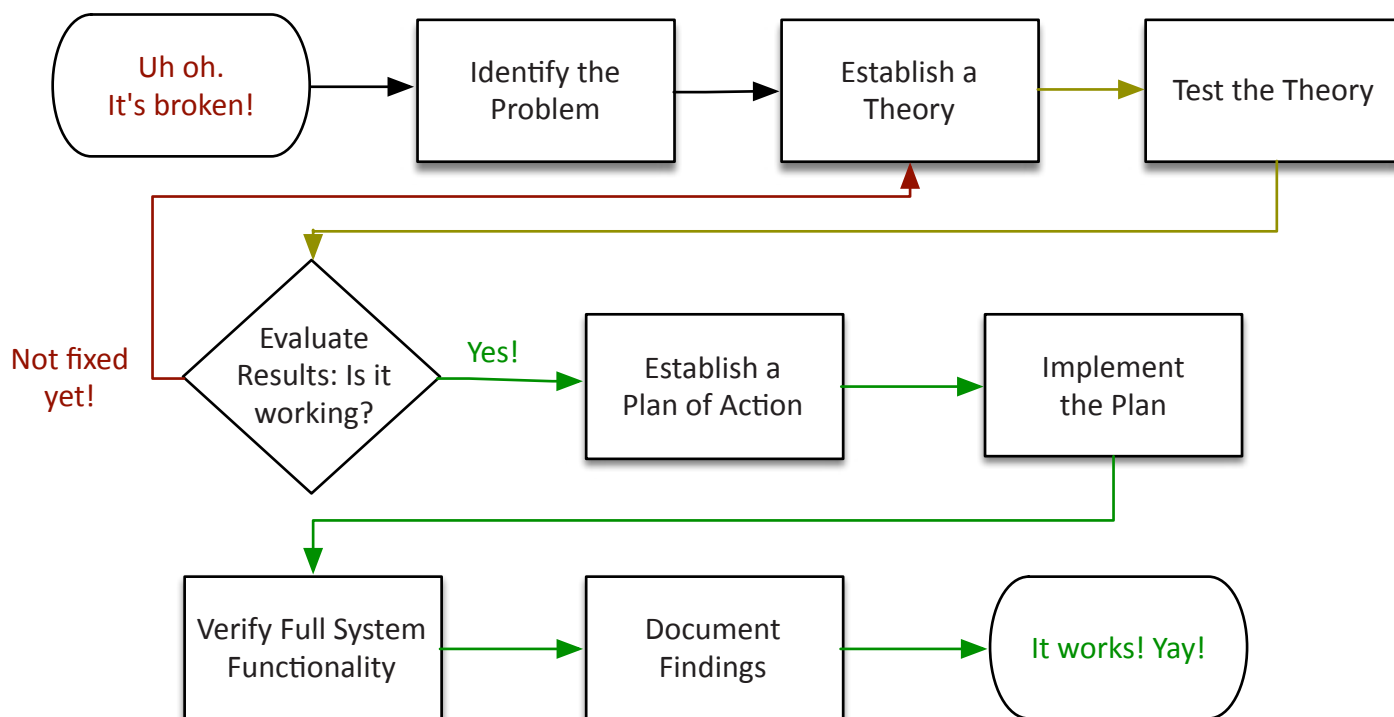 Uh oh.
It's broken!
Identify the
Problem
Establish a
Theory
Test the Theory
Not fixed
yet!
Evaluate
Results: Is it
working?
Yes!
Establish a
Plan of Action
Implement
the Plan
Verify Full System
Functionality
Document
Findings
It works! Yay!